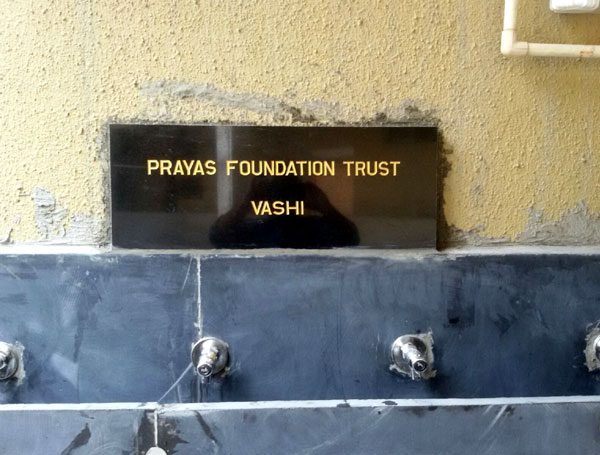 PRAYAS FOUNDATION TRUST
VASHI